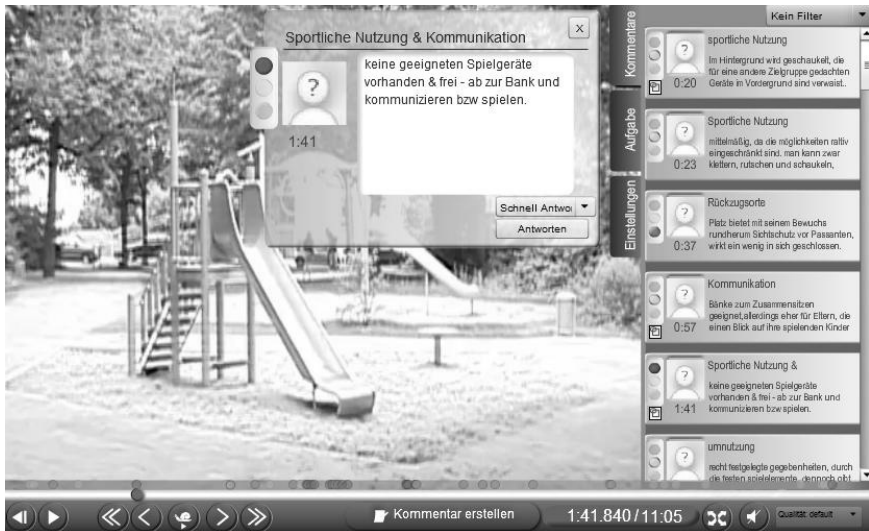 Sportliche Nutzung & Kommunikation
X
keine geeigneten Spielgeräte
vorhanden & frei - ab zur Bank und
kommunizieren bzw spielen.
1:41
Schnell Antwo
Antworten
Kommentare
Aufgabe
Einstellungen
Kein Filter
sportliche Nutzung
Im Hintergrund wird geschaukelt, die
für eine andere Zielgruppe gedachten
Geräte im Vordergrund sind verwaist..
0:20
Sportliche Nutzung
mittelmäßig, da die möglichkeiten raltiv
eingeschränkt sind. man kann zwar
klettern, rutschen und schaukeln,
0:23
Rückzugsorte
Platz bietet mit seinem Bewuchs
rundherum Sichtschutz vor Passanten,
wirkt ein wenig in sich geschlossen.
0:37
Kommunikation
Bänke zum Zusammensitzen
geeignet,allerdings eher für Eltern, die
einen Blick auf ihre spielenden Kinder
0:57
Sportliche Nutzung &
keine geeigneten Spielgeräte
vorhanden & frei - ab zur Bank und
kommunizieren bzw spielen.
1:41
umnutzung
recht festgelegte gegebenheiten, durch
die festen spielelemente, dennoch gibt
Kommentar erstellen
1:41.840/11:05
Qualität: default